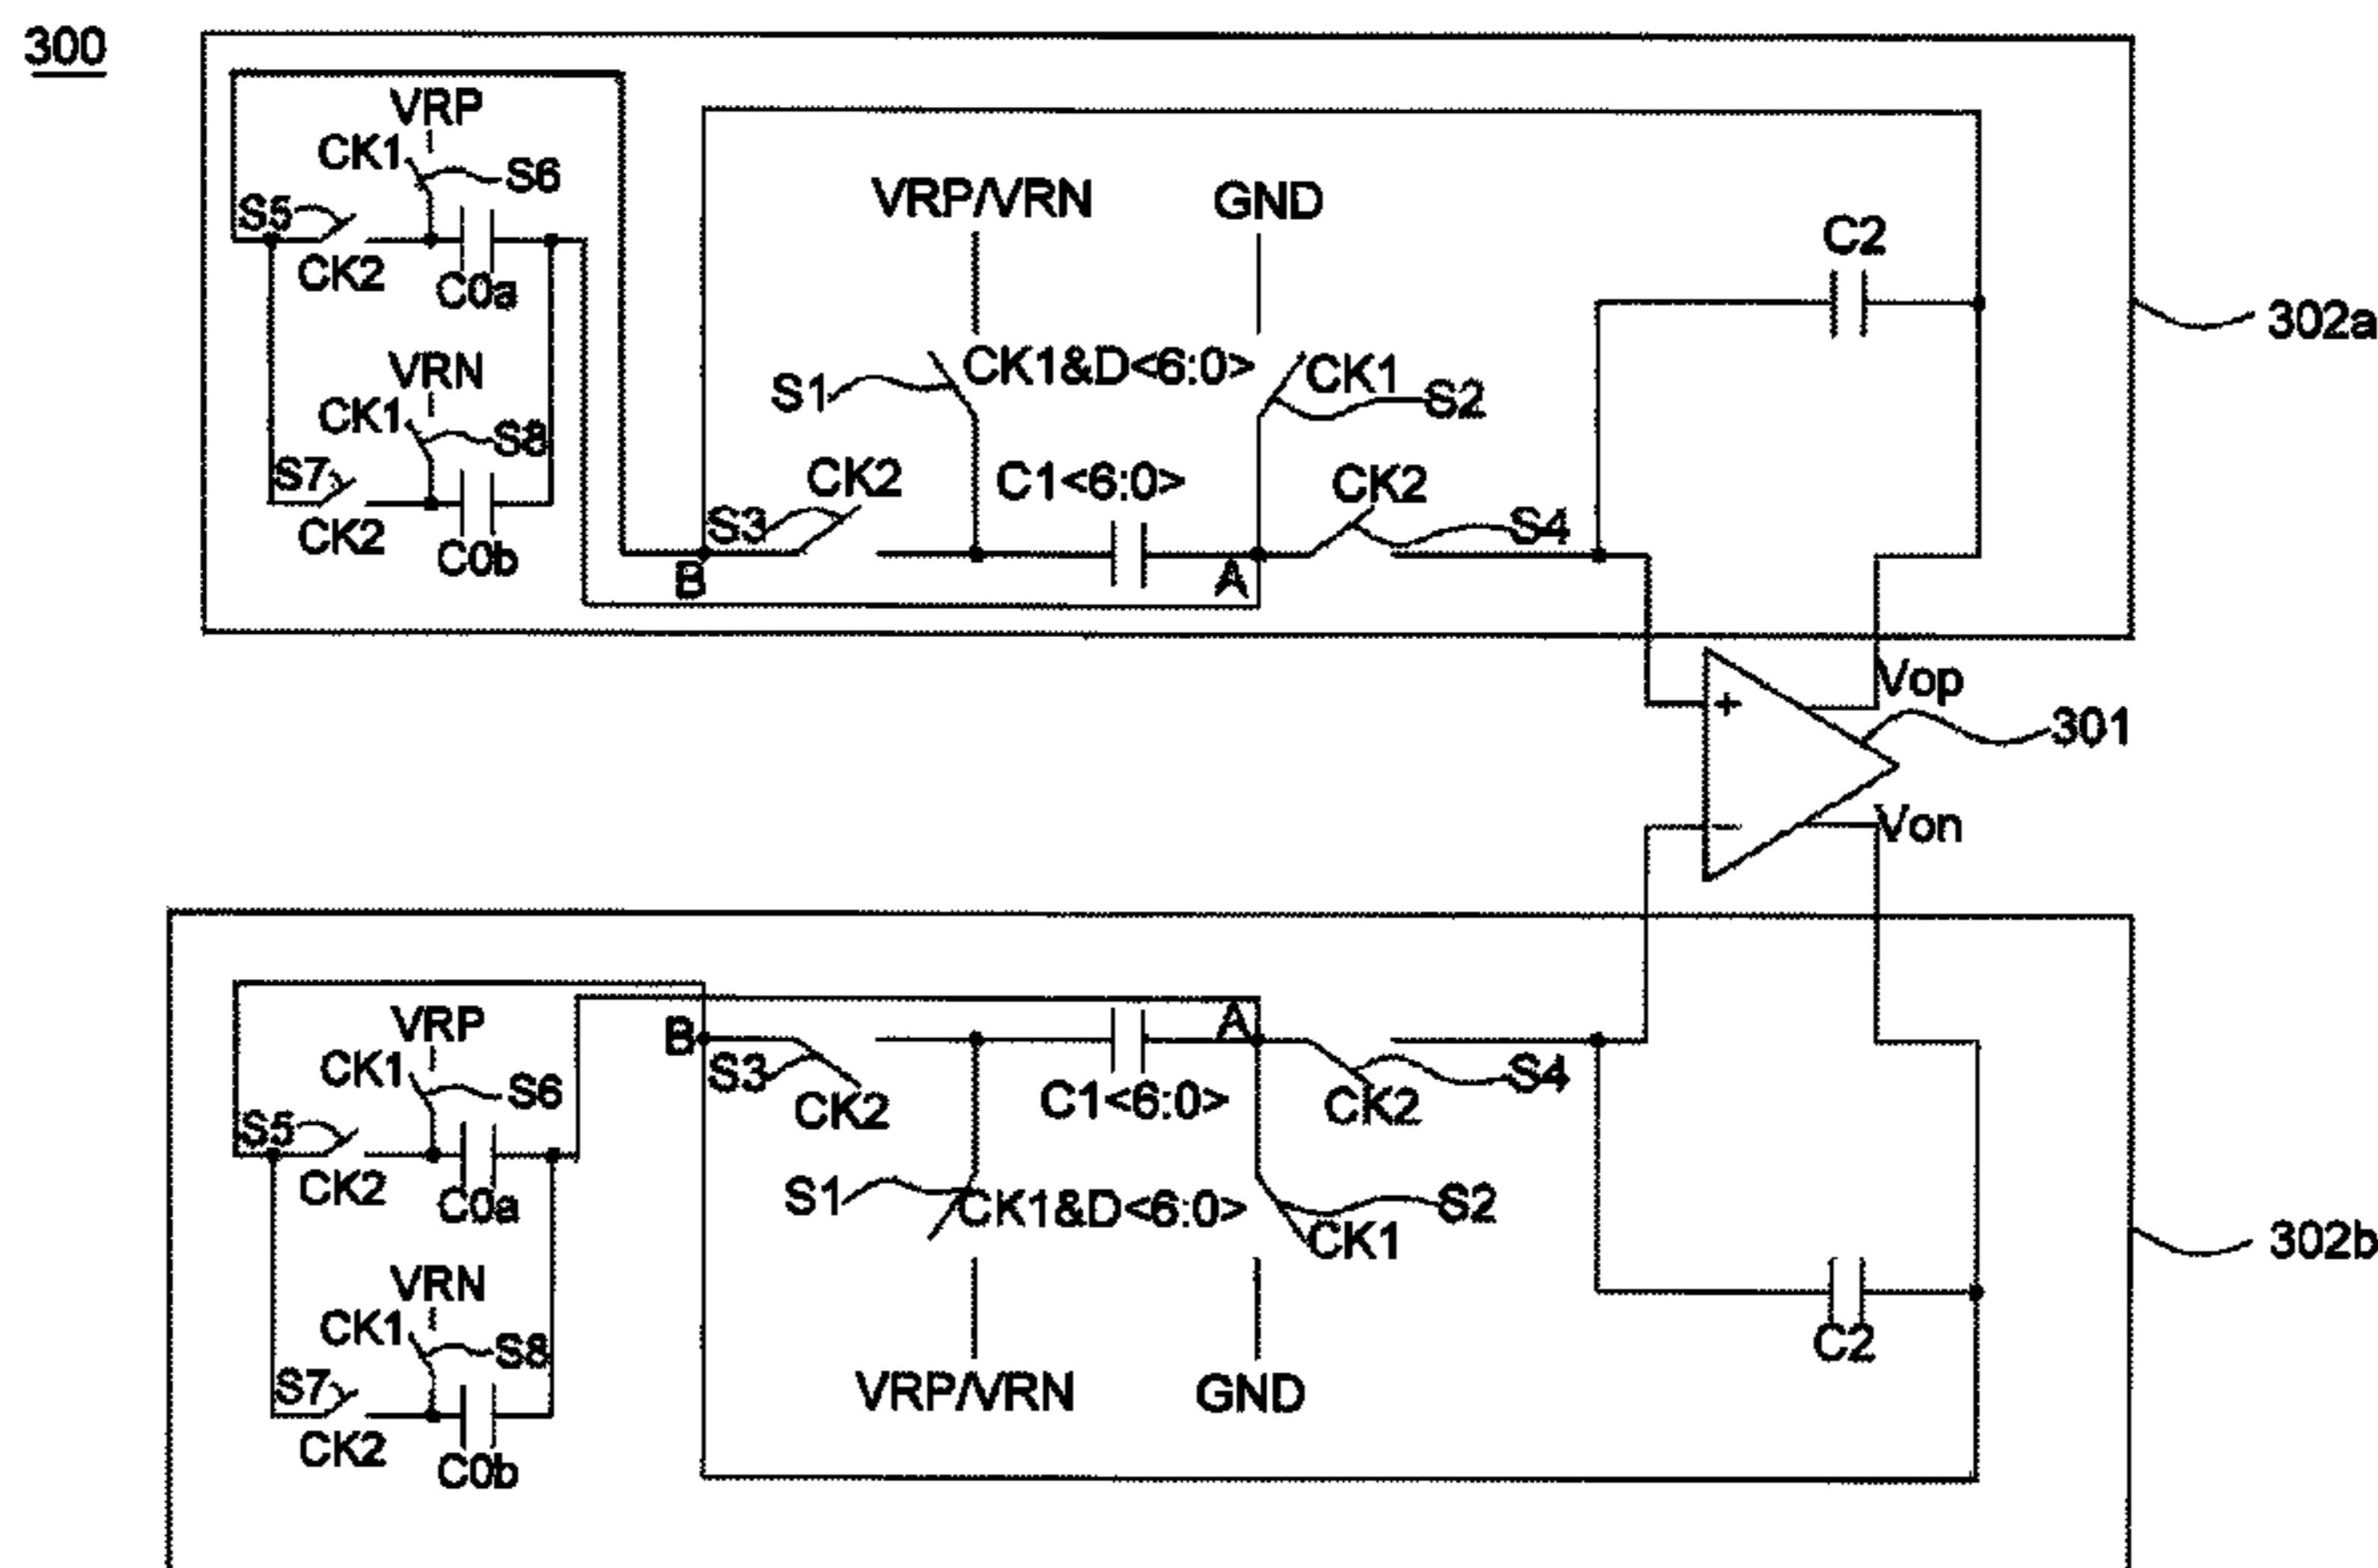 300
VRP
CK1
S6
S5
CK2
C0a
VRN
CK1
S8
S7
CK2
C0b
VRP/VRN
GND
C2
302a
S1
CK1&D<6:0>
CK1
S2
CK2
C1<6:0>
CK2
S3
S4
B
A
Vop
+
301
Von
−
B
A
S3
CK2
C1<6:0>
CK2
S4
VRP
CK1
S6
S5
CK2
C0a
S1
CK1&D<6:0>
S2
CK1
302b
VRN
CK1
S8
S7
CK2
C0b
VRP/VRN
GND
C2